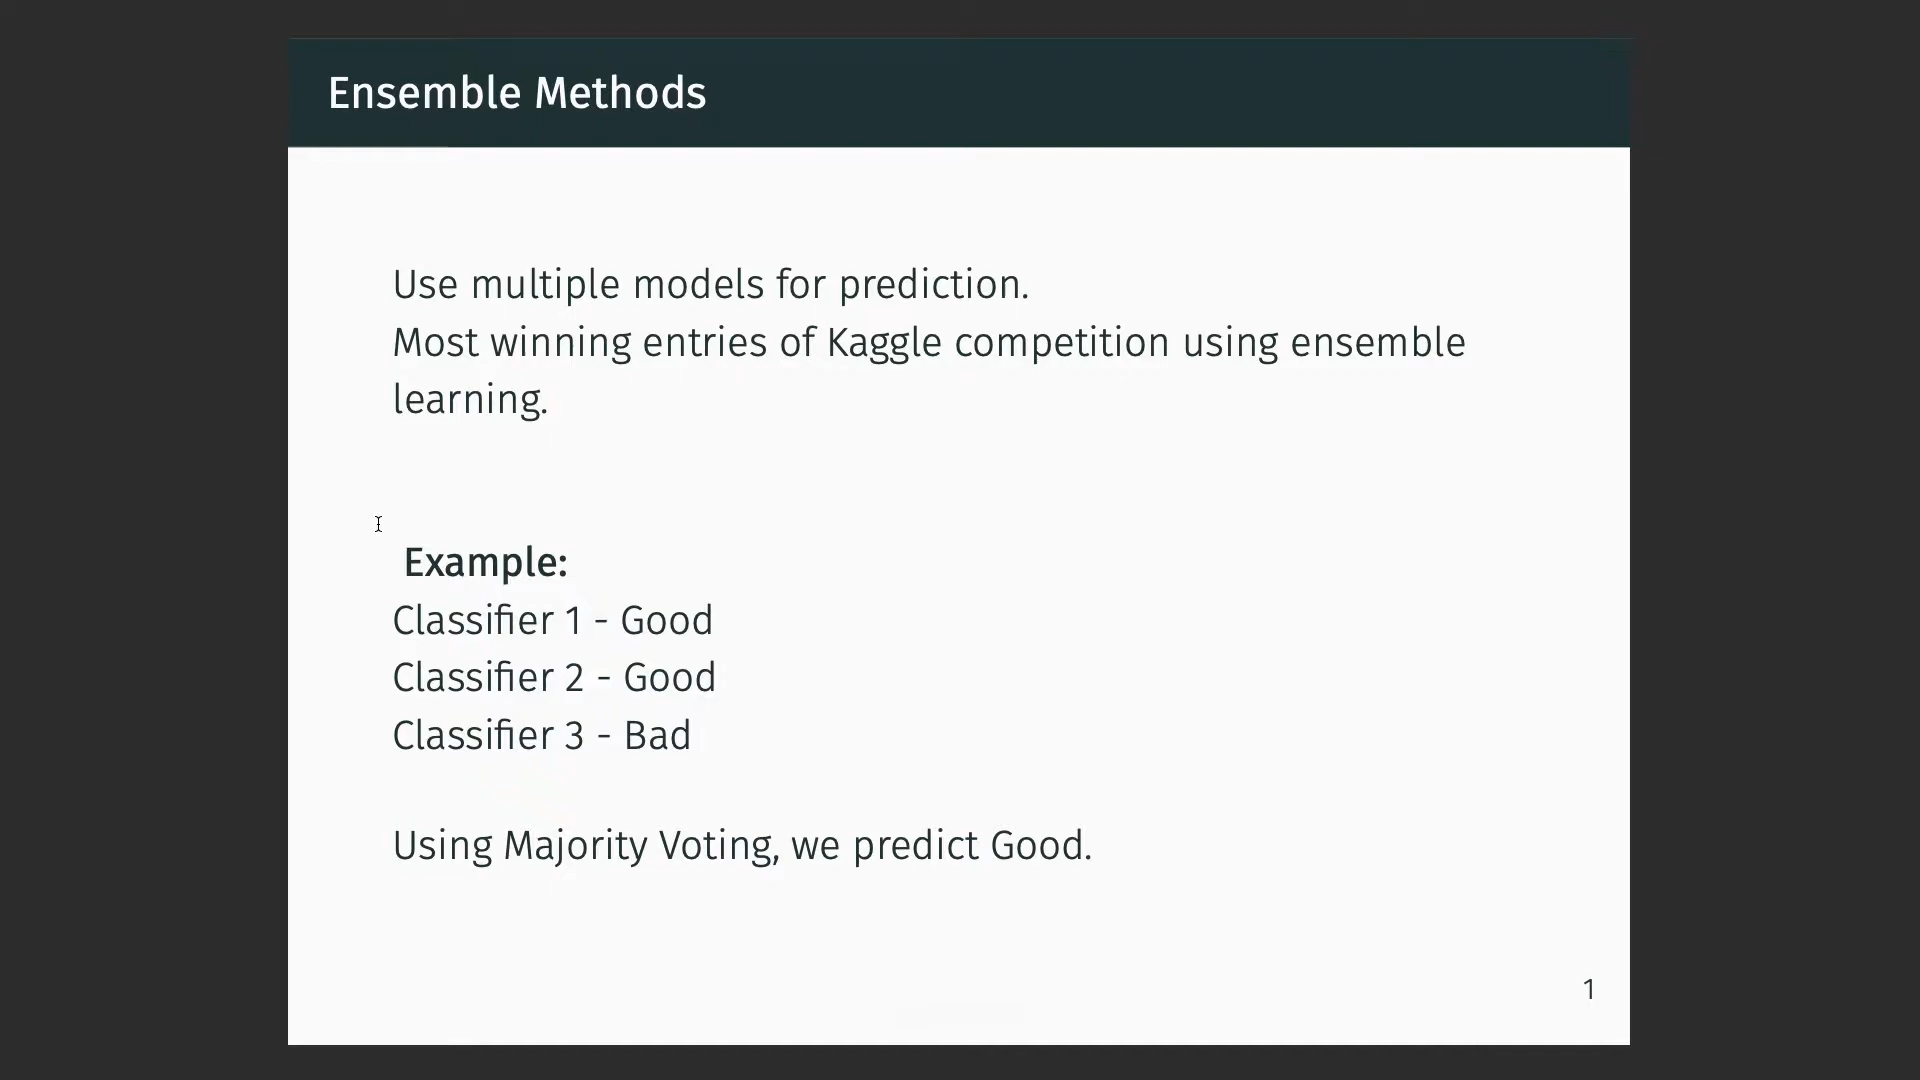 Ensemble Methods
Use multiple models for prediction.
Most winning entries of Kaggle competition using ensemble
learning.
Example:
Classifier 1 - Good
Classifier 2 - Good
Classifier 3 - Bad
Using Majority Voting, we predict Good.
1